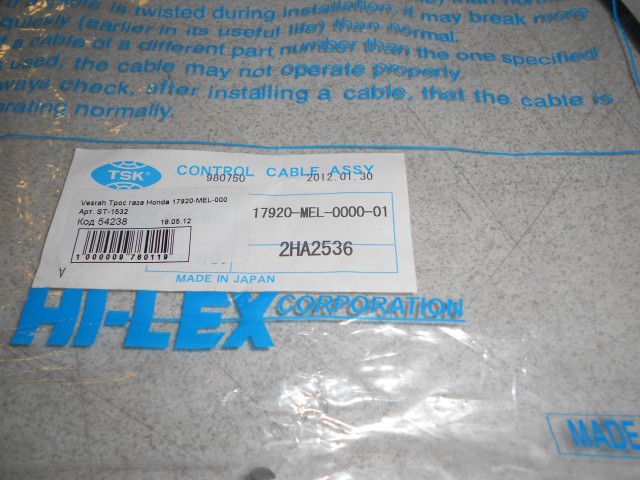 is twisted during installation, it may break more
quickly (earlier in its useful life) than normal.
a cable of a different part number than the one specified
used, the cable may not operate properly.
always check, after installing a cable, that the cable is
erating normally.
TSK
CONTROL CABLE ASSY
980750 2012.01.30
Vesrah Трос газа Honda 17920-MEL-000
Арт. ST-1532
Код 54238 18.05.12
1 000009 760119
17920-MEL-0000-01
2HA2536
A
MADE IN JAPAN
HI-LEX CORPORATION
MADE